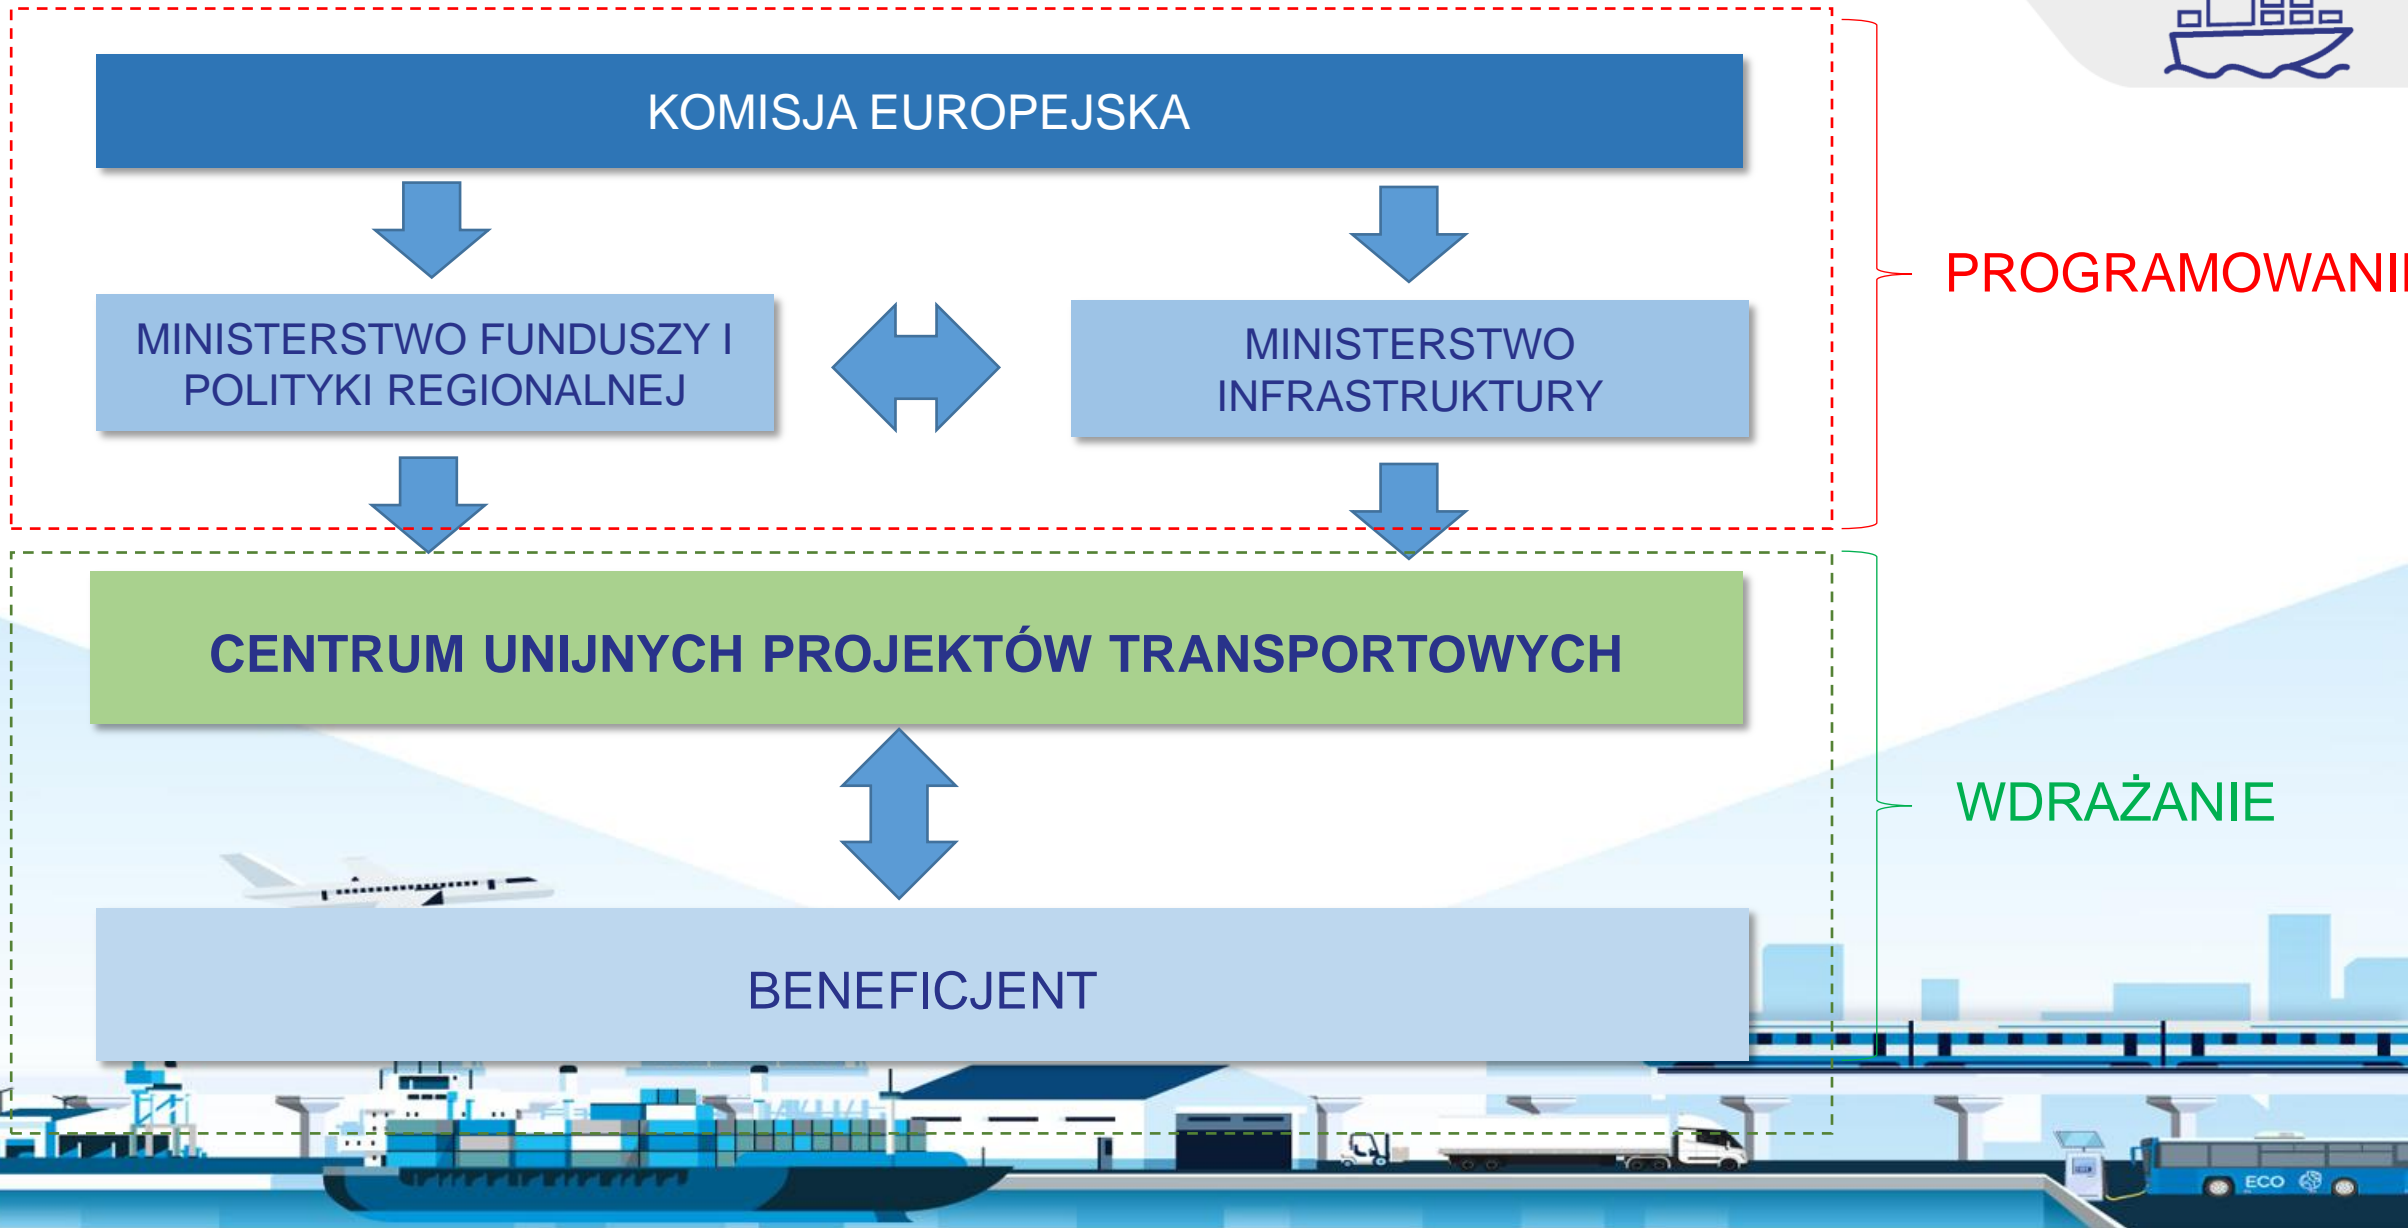 KOMISJA EUROPEJSKA
PROGRAMOWANI
MINISTERSTWO FUNDUSZY I
POLITYKI REGIONALNEJ
MINISTERSTWO
INFRASTRUKTURY
CENTRUM UNIJNYCH PROJEKTÓW TRANSPORTOWYCH
WDRAŻANIE
BENEFICJENT
ECO